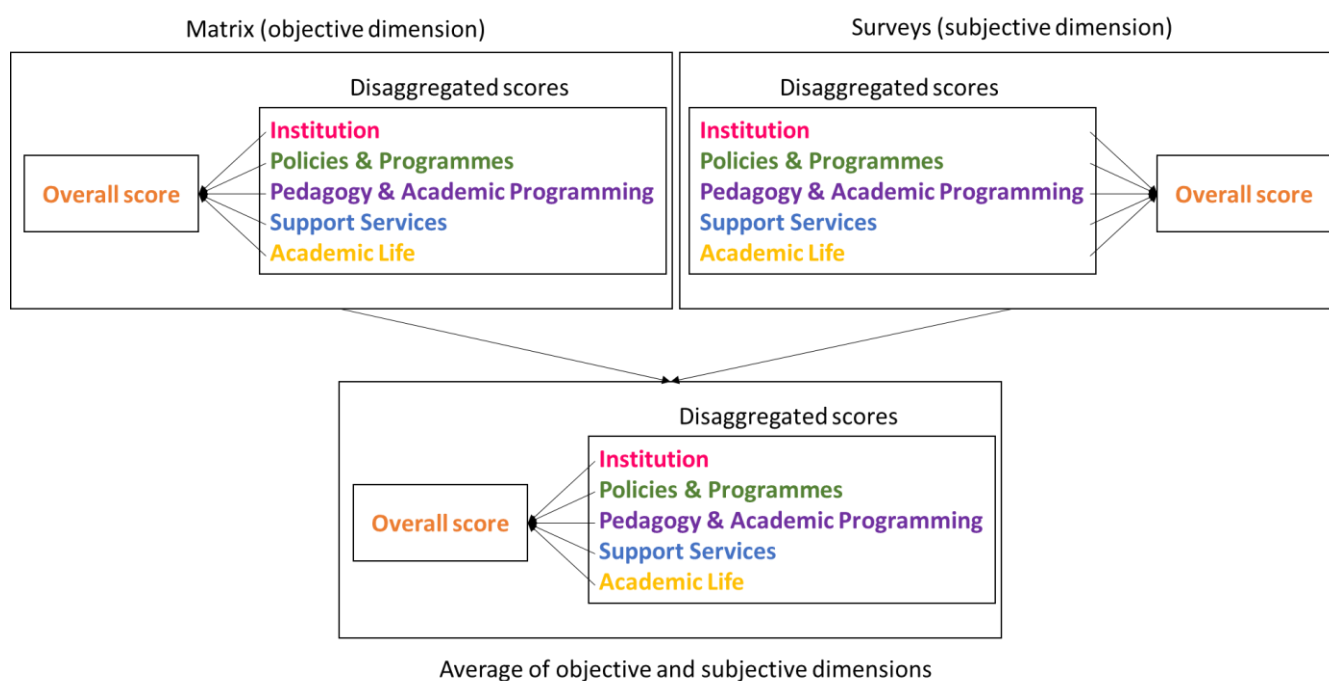 Matrix (objective dimension)
Disaggregated scores
Institution
Policies & Programmes
Pedagogy & Academic Programming
Support Services
Academic Life
Overall score
Surveys (subjective dimension)
Disaggregated scores
Institution
Policies & Programmes
Pedagogy & Academic Programming
Support Services
Academic Life
Overall score
Disaggregated scores
Institution
Policies & Programmes
Pedagogy & Academic Programming
Support Services
Academic Life
Overall score
Average of objective and subjective dimensions